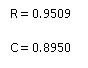 R = 0.9509
C = 0.8950